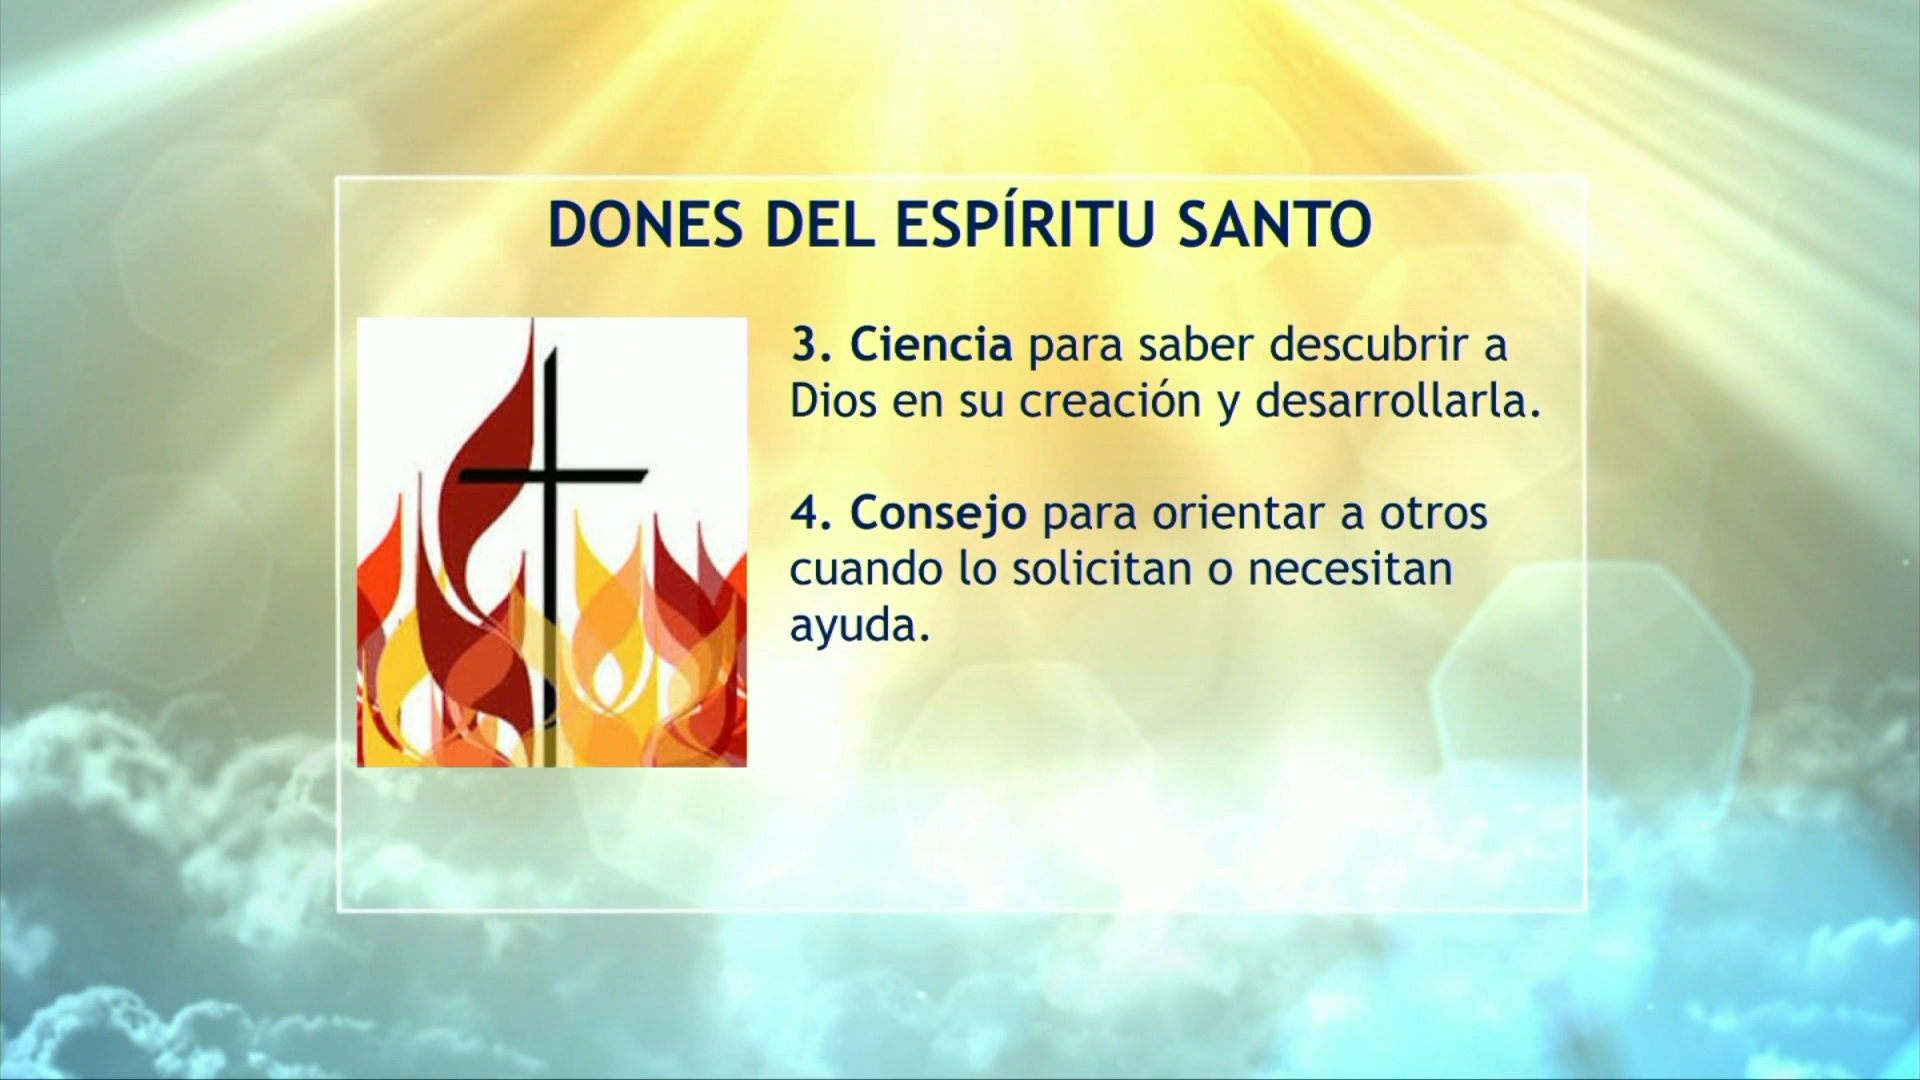 DONES DEL ESPÍRITU SANTO
3. Ciencia para saber descubrir a
Dios en su creación y desarrollarla.
4. Consejo para orientar a otros
cuando lo solicitan o necesitan
ayuda.